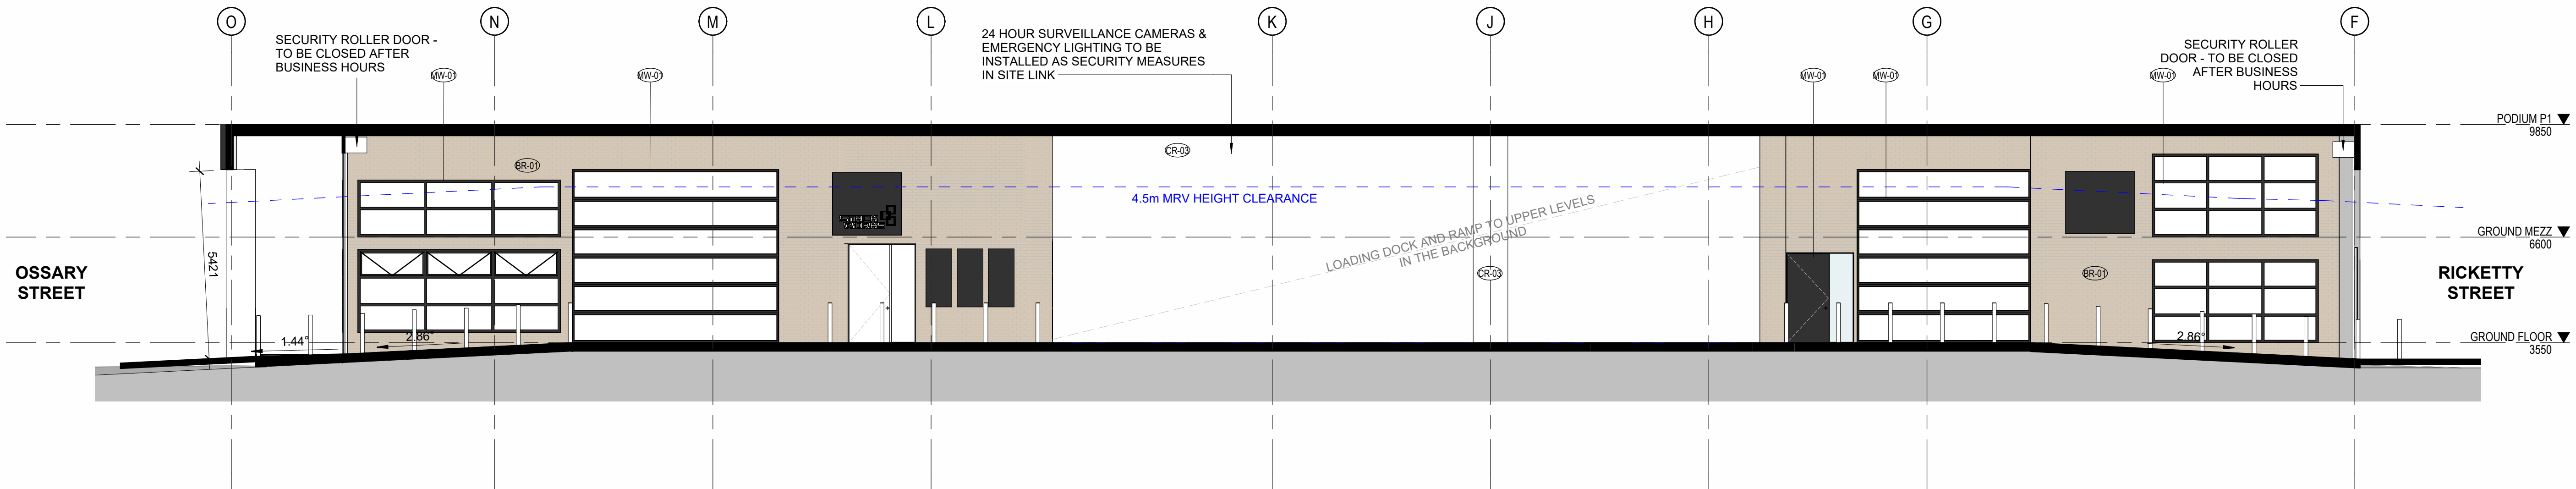 O
N
M
L
K
J
H
G
F
SECURITY ROLLER DOOR -
TO BE CLOSED AFTER
BUSINESS HOURS
24 HOUR SURVEILLANCE CAMERAS &
EMERGENCY LIGHTING TO BE
INSTALLED AS SECURITY MEASURES
IN SITE LINK
SECURITY ROLLER
DOOR - TO BE CLOSED
AFTER BUSINESS
HOURS
MW-01
MW-01
MW-01
MW-01
MW-01
PODIUM P1
9850
CR-03
BR-01
4.5m MRV HEIGHT CLEARANCE
STACK
WORKS
LOADING DOCK AND RAMP TO UPPER LEVELS
IN THE BACKGROUND
GROUND MEZZ
6600
OSSARY
STREET
5421
CR-03
BR-01
RICKETTY
STREET
1.44°
2.86°
2.86°
GROUND FLOOR
3550